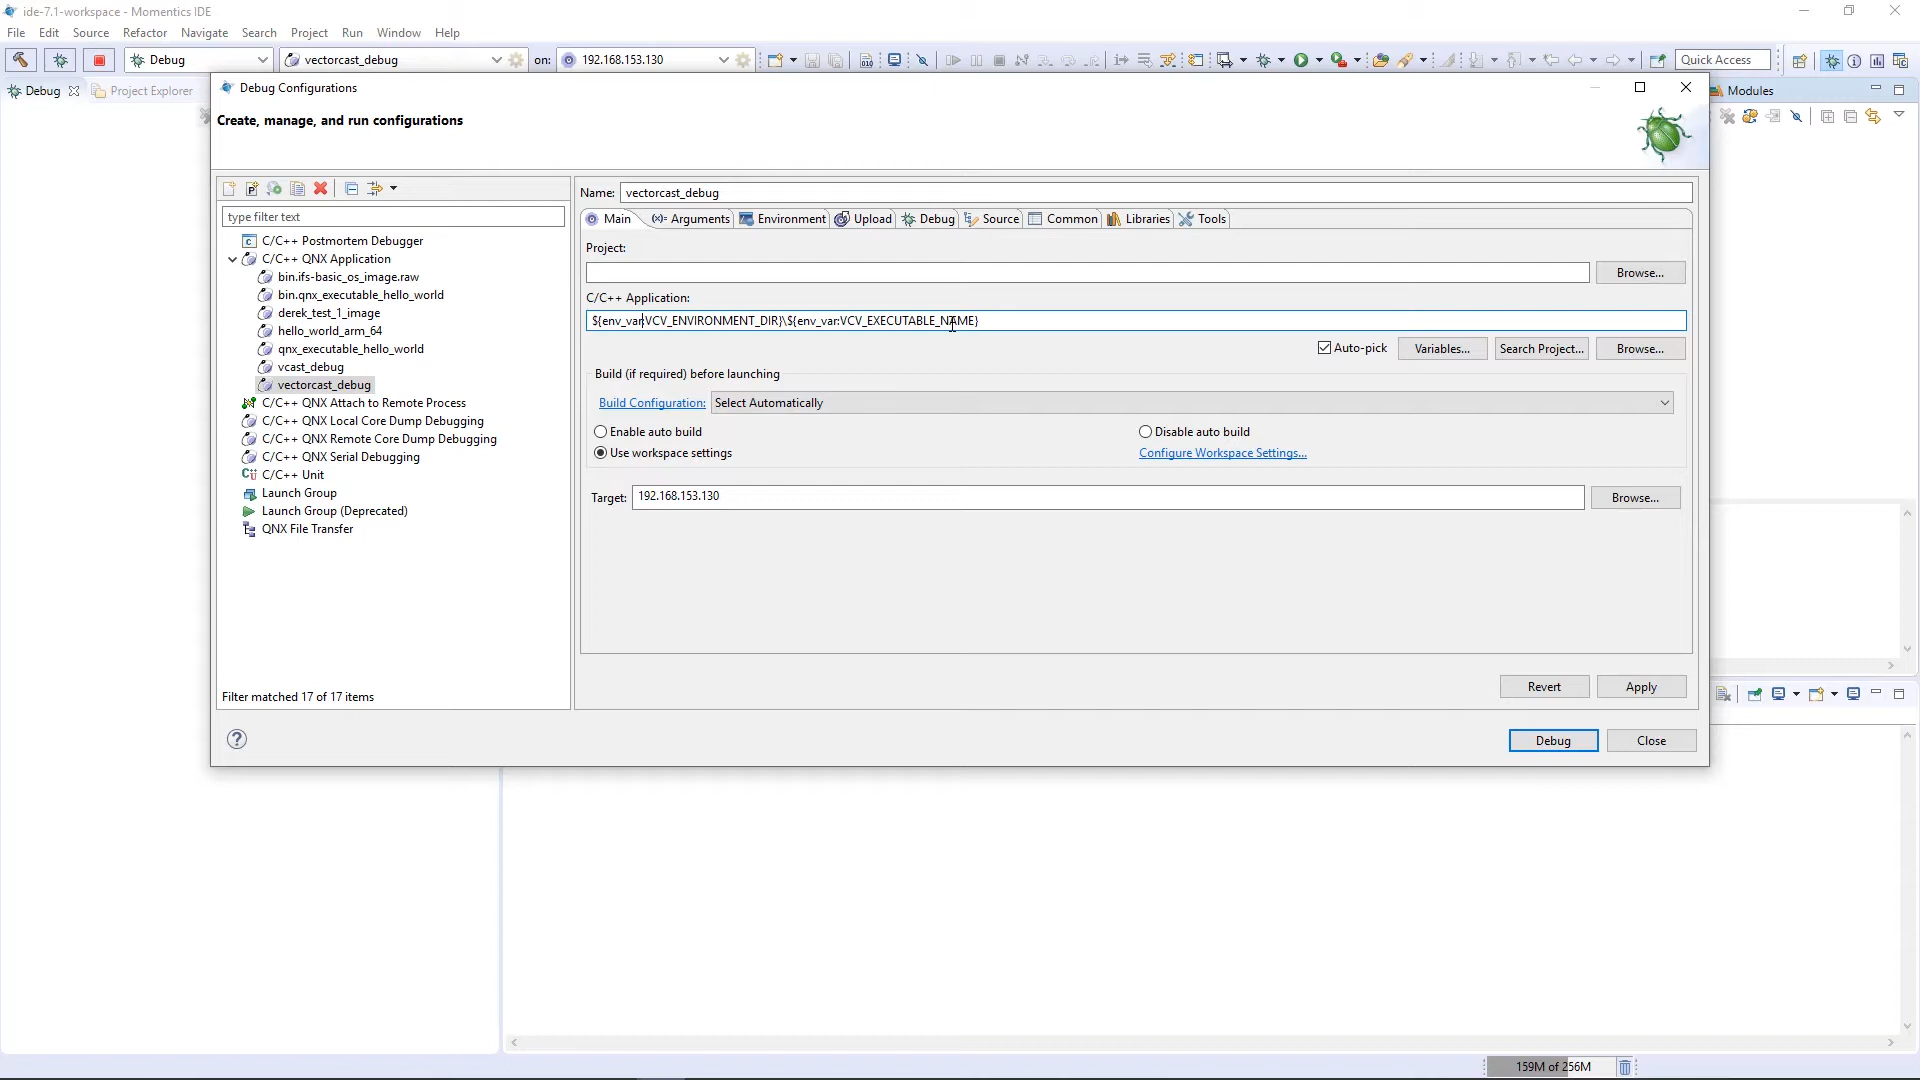 ide-7.1-workspace - Momentics IDE
File Edit Source Refactor Navigate Search Project Run Window Help
Debug vectorcast_debug on: 192.168.153.130 Quick Access
Debug Project Explorer Modules
Debug Configurations
Create, manage, and run configurations
type filter text
C/C++ Postmortem Debugger
C/C++ QNX Application
bin.ifs-basic_os_image.raw
bin.qnx_executable_hello_world
derek_test_1_image
hello_world_arm_64
qnx_executable_hello_world
vcast_debug
vectorcast_debug
C/C++ QNX Attach to Remote Process
C/C++ QNX Local Core Dump Debugging
C/C++ QNX Remote Core Dump Debugging
C/C++ QNX Serial Debugging
C/C++ Unit
Launch Group
Launch Group (Deprecated)
QNX File Transfer
Filter matched 17 of 17 items
Name: vectorcast_debug
Main Arguments Environment Upload Debug Source Common Libraries Tools
Project:
Browse...
C/C++ Application:
${env_var:VCV_ENVIRONMENT_DIR}\${env_var:VCV_EXECUTABLE_NAME}
Auto-pick Variables... Search Project... Browse...
Build (if required) before launching
Build Configuration: Select Automatically
Enable auto build Disable auto build
Use workspace settings Configure Workspace Settings...
Target: 192.168.153.130 Browse...
Revert Apply
Debug Close
159M of 256M